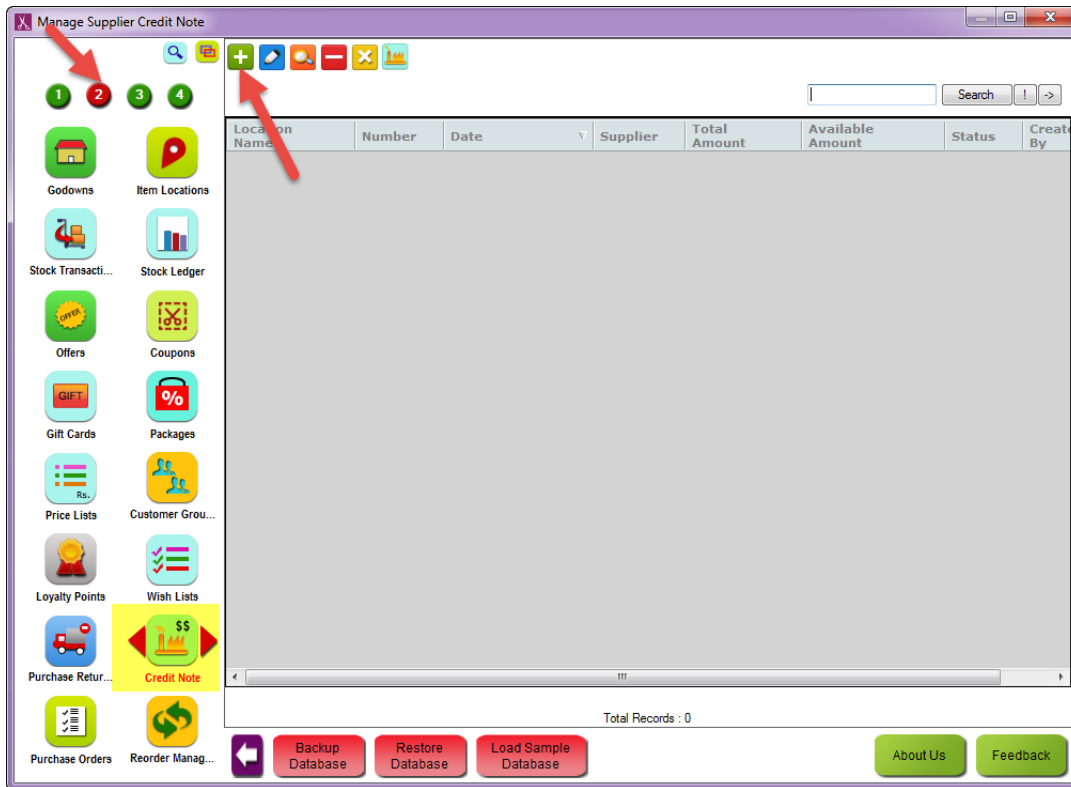 Manage Supplier Credit Note
1 2 3 4
Search ! ->
Location Name Number Date Supplier Total Amount Available Amount Status Create By
Godowns Item Locations
Stock Transacti... Stock Ledger
OFFER
Offers Coupons
GIFT %
Gift Cards Packages
Rs.
Price Lists Customer Grou...
Loyalty Points Wish Lists
$$
Purchase Retur... Credit Note
Total Records : 0
Purchase Orders Reorder Manag...
Backup Database Restore Database Load Sample Database About Us Feedback